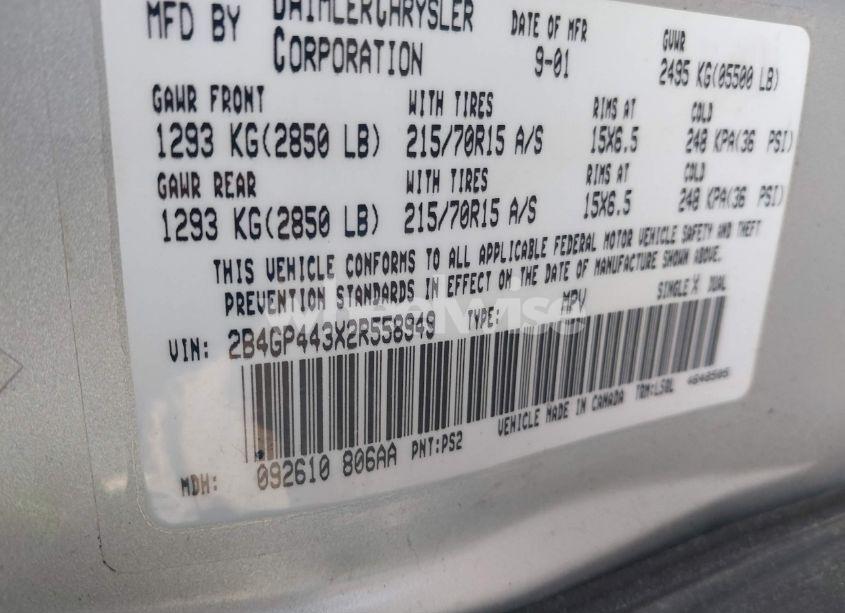 MFD BY DAIMLERCHRYSLER CORPORATION DATE OF MFR 9-01 GVWR 2495 KG(05500 LB)
GAWR FRONT WITH TIRES RIMS AT COLD
1293 KG(2850 LB) 215/70R15 A/S 15X6.5 248 KPA(36 PSI)
GAWR REAR WITH TIRES RIMS AT COLD
1293 KG(2850 LB) 215/70R15 A/S 15X6.5 248 KPA(36 PSI)
THIS VEHICLE CONFORMS TO ALL APPLICABLE FEDERAL MOTOR VEHICLE SAFETY AND THEFT
PREVENTION STANDARDS IN EFFECT ON THE DATE OF MANUFACTURE SHOWN ABOVE.
VIN: 2B4GP443X2R558949 TYPE: MPV SINGLE X DUAL
VEHICLE MADE IN CANADA TRM:LSQL 4648505
MDH: 092610 806AA PNT:PS2